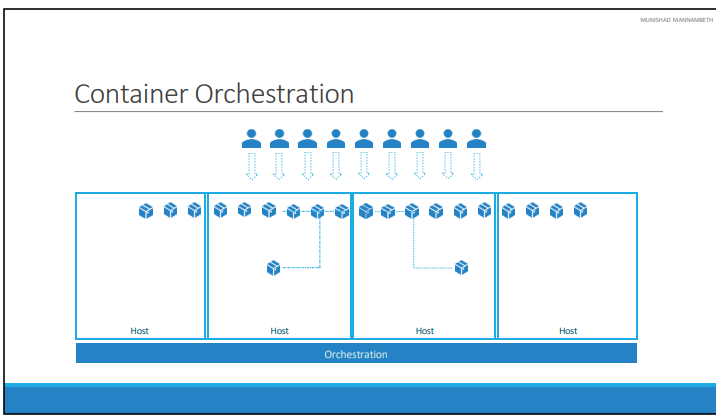 MUMSHAD MANNAMBETH
Container Orchestration
Host Host Host Host
Orchestration